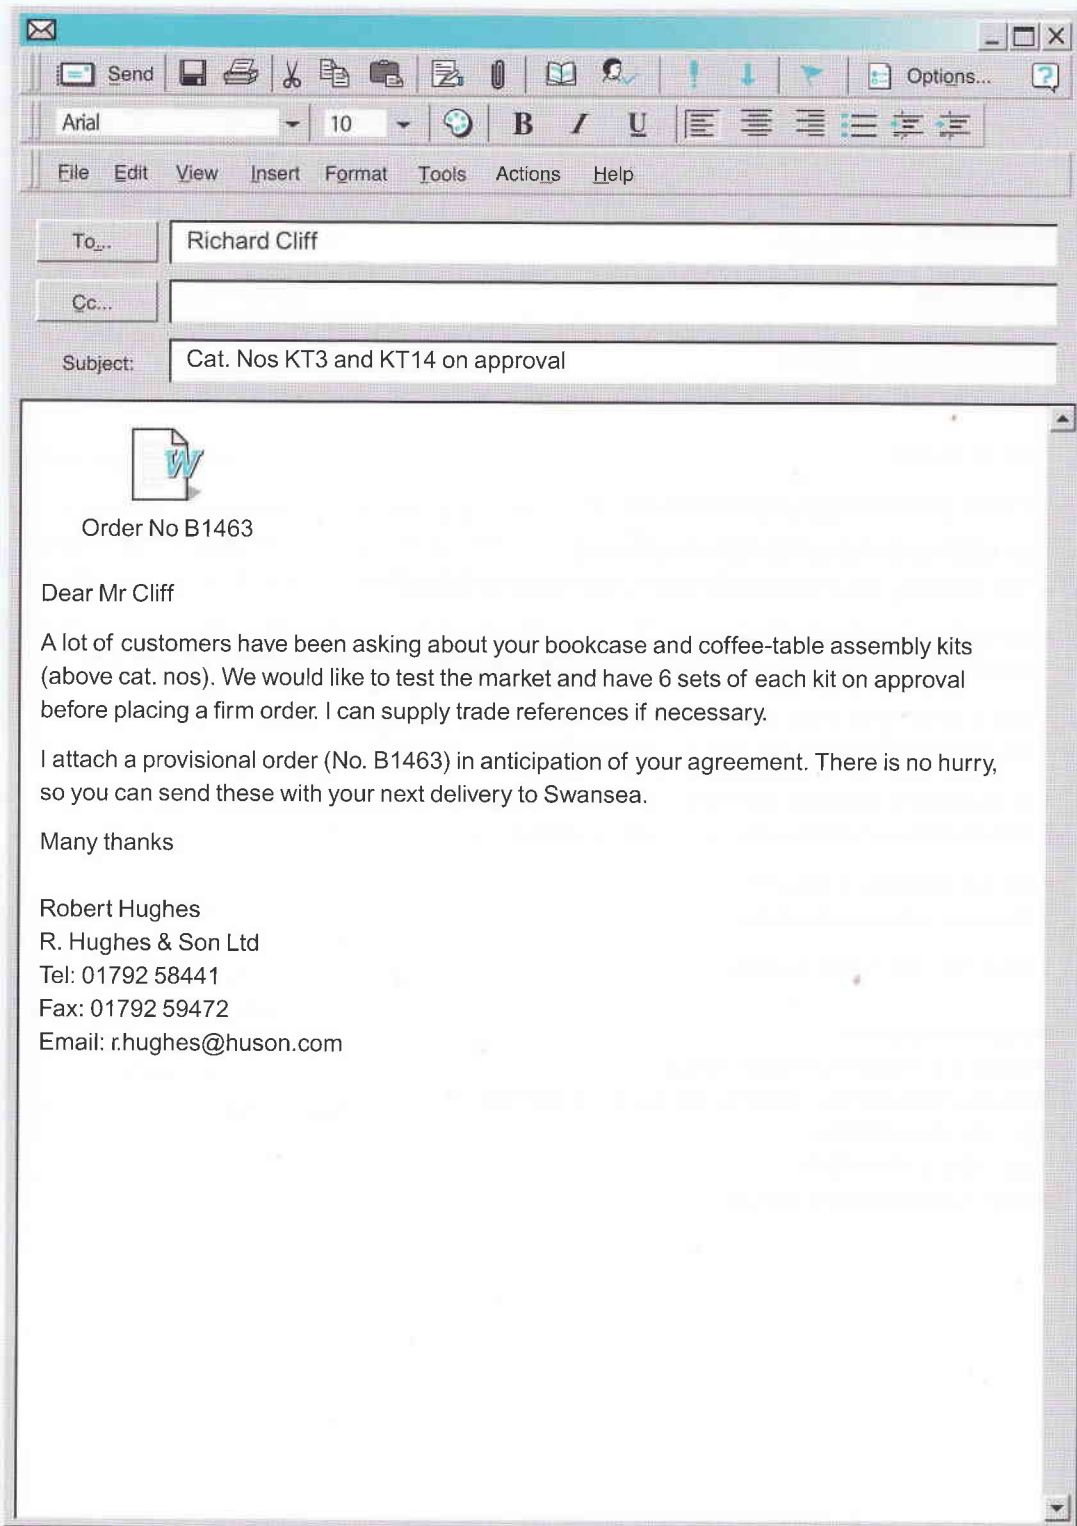 Send
Options...
Arial
10
B I U
File Edit View Insert Format Tools Actions Help
To...
Richard Cliff
Cc...
Subject:
Cat. Nos KT3 and KT14 on approval
W
Order No B1463
Dear Mr Cliff
A lot of customers have been asking about your bookcase and coffee-table assembly kits
(above cat. nos). We would like to test the market and have 6 sets of each kit on approval
before placing a firm order. I can supply trade references if necessary.
I attach a provisional order (No. B1463) in anticipation of your agreement. There is no hurry,
so you can send these with your next delivery to Swansea.
Many thanks
Robert Hughes
R. Hughes & Son Ltd
Tel: 01792 58441
Fax: 01792 59472
Email: r.hughes@huson.com